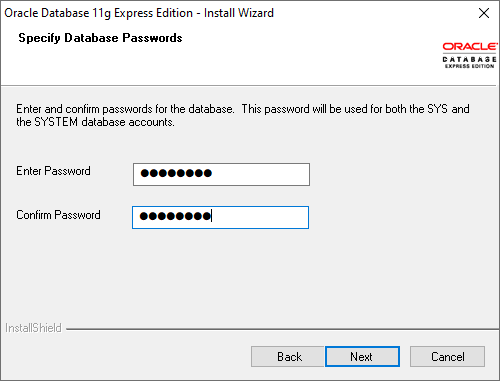 Oracle Database 11g Express Edition - Install Wizard
Specify Database Passwords
ORACLE
DATABASE
EXPRESS EDITION
Enter and confirm passwords for the database. This password will be used for both the SYS and
the SYSTEM database accounts.
Enter Password
●●●●●●●●
Confirm Password
●●●●●●●●
InstallShield
Back
Next
Cancel